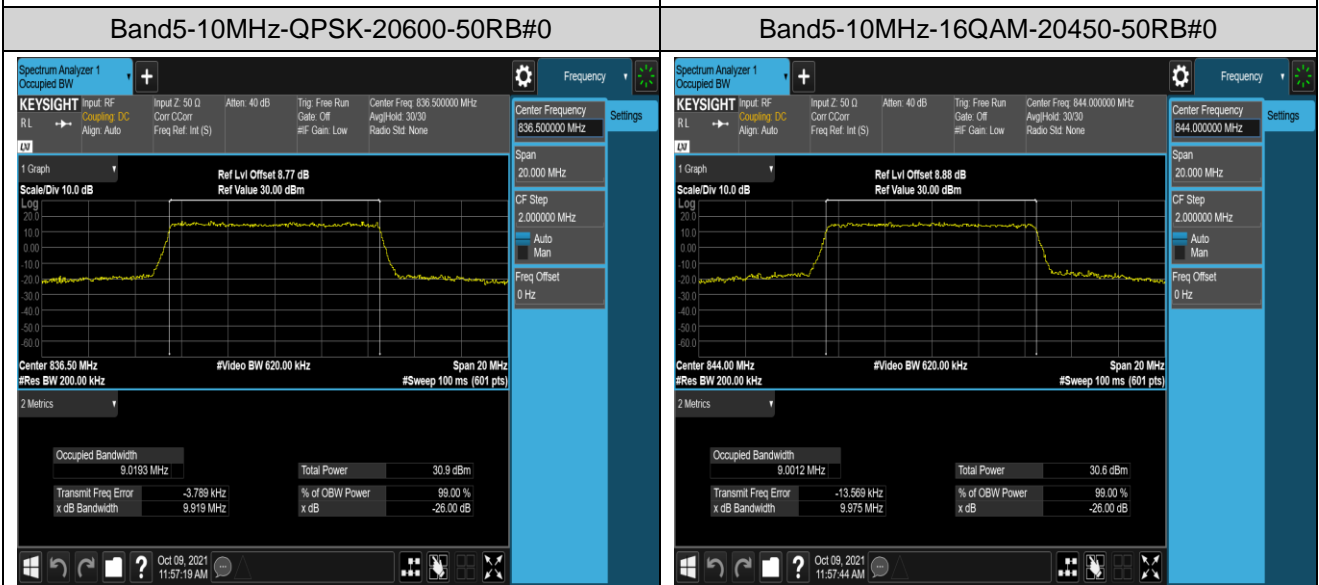 Band5-10MHz-QPSK-20600-50RB#0
Spectrum Analyzer 1
Occupied BW
+
Frequency
KEYSIGHT
RL
LXI
Input: RF
Coupling: DC
Align: Auto
Input Z: 50 Ω
Corr CCorr
Freq Ref: Int (S)
Atten: 40 dB
Trig: Free Run
Gate: Off
#IF Gain: Low
Center Freq: 836.500000 MHz
Avg|Hold: 30/30
Radio Std: None
Center Frequency
836.500000 MHz
Settings
Span
20.000 MHz
CF Step
2.000000 MHz
Auto
Man
Freq Offset
0 Hz
1 Graph
Scale/Div 10.0 dB
Ref Lvl Offset 8.77 dB
Ref Value 30.00 dBm
Log
20.0
10.0
0.00
-10.0
-20.0
-30.0
-40.0
-50.0
-60.0
Center 836.50 MHz
#Video BW 620.00 kHz
Span 20 MHz
#Res BW 200.00 kHz
#Sweep 100 ms (601 pts)
2 Metrics
Occupied Bandwidth
9.0193 MHz
Total Power 30.9 dBm
Transmit Freq Error -3.789 kHz
% of OBW Power 99.00 %
x dB Bandwidth 9.919 MHz
x dB -26.00 dB
?
Oct 09, 2021
11:57:19 AM
Band5-10MHz-16QAM-20450-50RB#0
Spectrum Analyzer 1
Occupied BW
+
Frequency
KEYSIGHT
RL
LXI
Input: RF
Coupling: DC
Align: Auto
Input Z: 50 Ω
Corr CCorr
Freq Ref: Int (S)
Atten: 40 dB
Trig: Free Run
Gate: Off
#IF Gain: Low
Center Freq: 844.000000 MHz
Avg|Hold: 30/30
Radio Std: None
Center Frequency
844.000000 MHz
Settings
Span
20.000 MHz
CF Step
2.000000 MHz
Auto
Man
Freq Offset
0 Hz
1 Graph
Scale/Div 10.0 dB
Ref Lvl Offset 8.88 dB
Ref Value 30.00 dBm
Log
20.0
10.0
0.00
-10.0
-20.0
-30.0
-40.0
-50.0
-60.0
Center 844.00 MHz
#Video BW 620.00 kHz
Span 20 MHz
#Res BW 200.00 kHz
#Sweep 100 ms (601 pts)
2 Metrics
Occupied Bandwidth
9.0012 MHz
Total Power 30.6 dBm
Transmit Freq Error -13.569 kHz
% of OBW Power 99.00 %
x dB Bandwidth 9.975 MHz
x dB -26.00 dB
?
Oct 09, 2021
11:57:44 AM